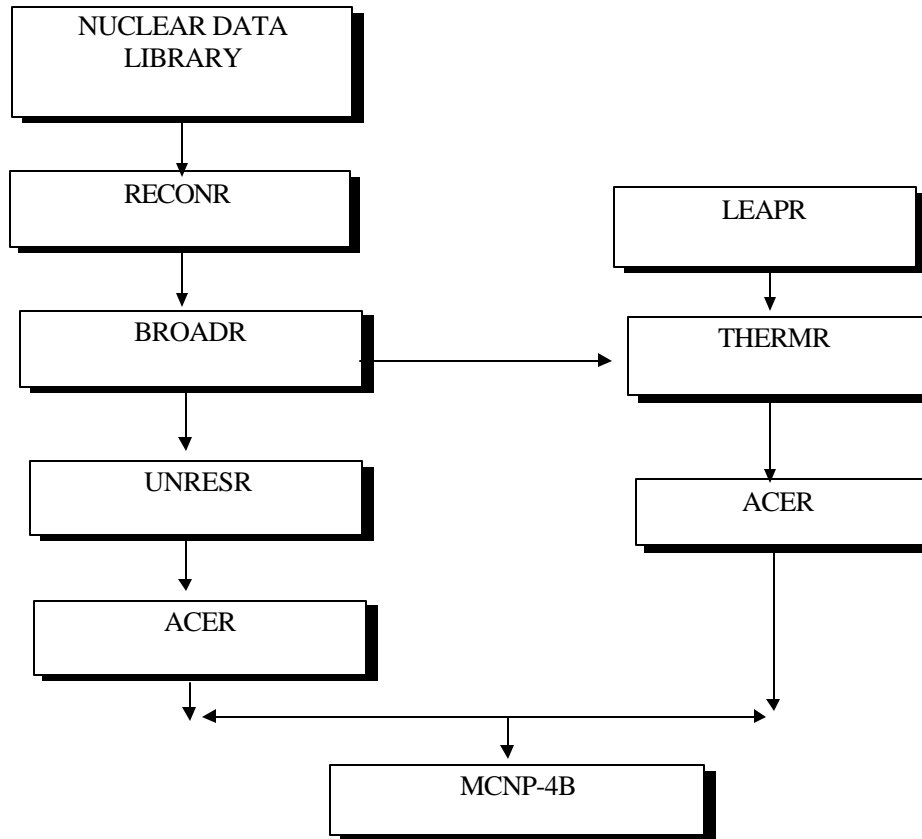 NUCLEAR DATA
LIBRARY
RECONR
LEAPR
BROADR
THERMR
UNRESR
ACER
ACER
MCNP-4B